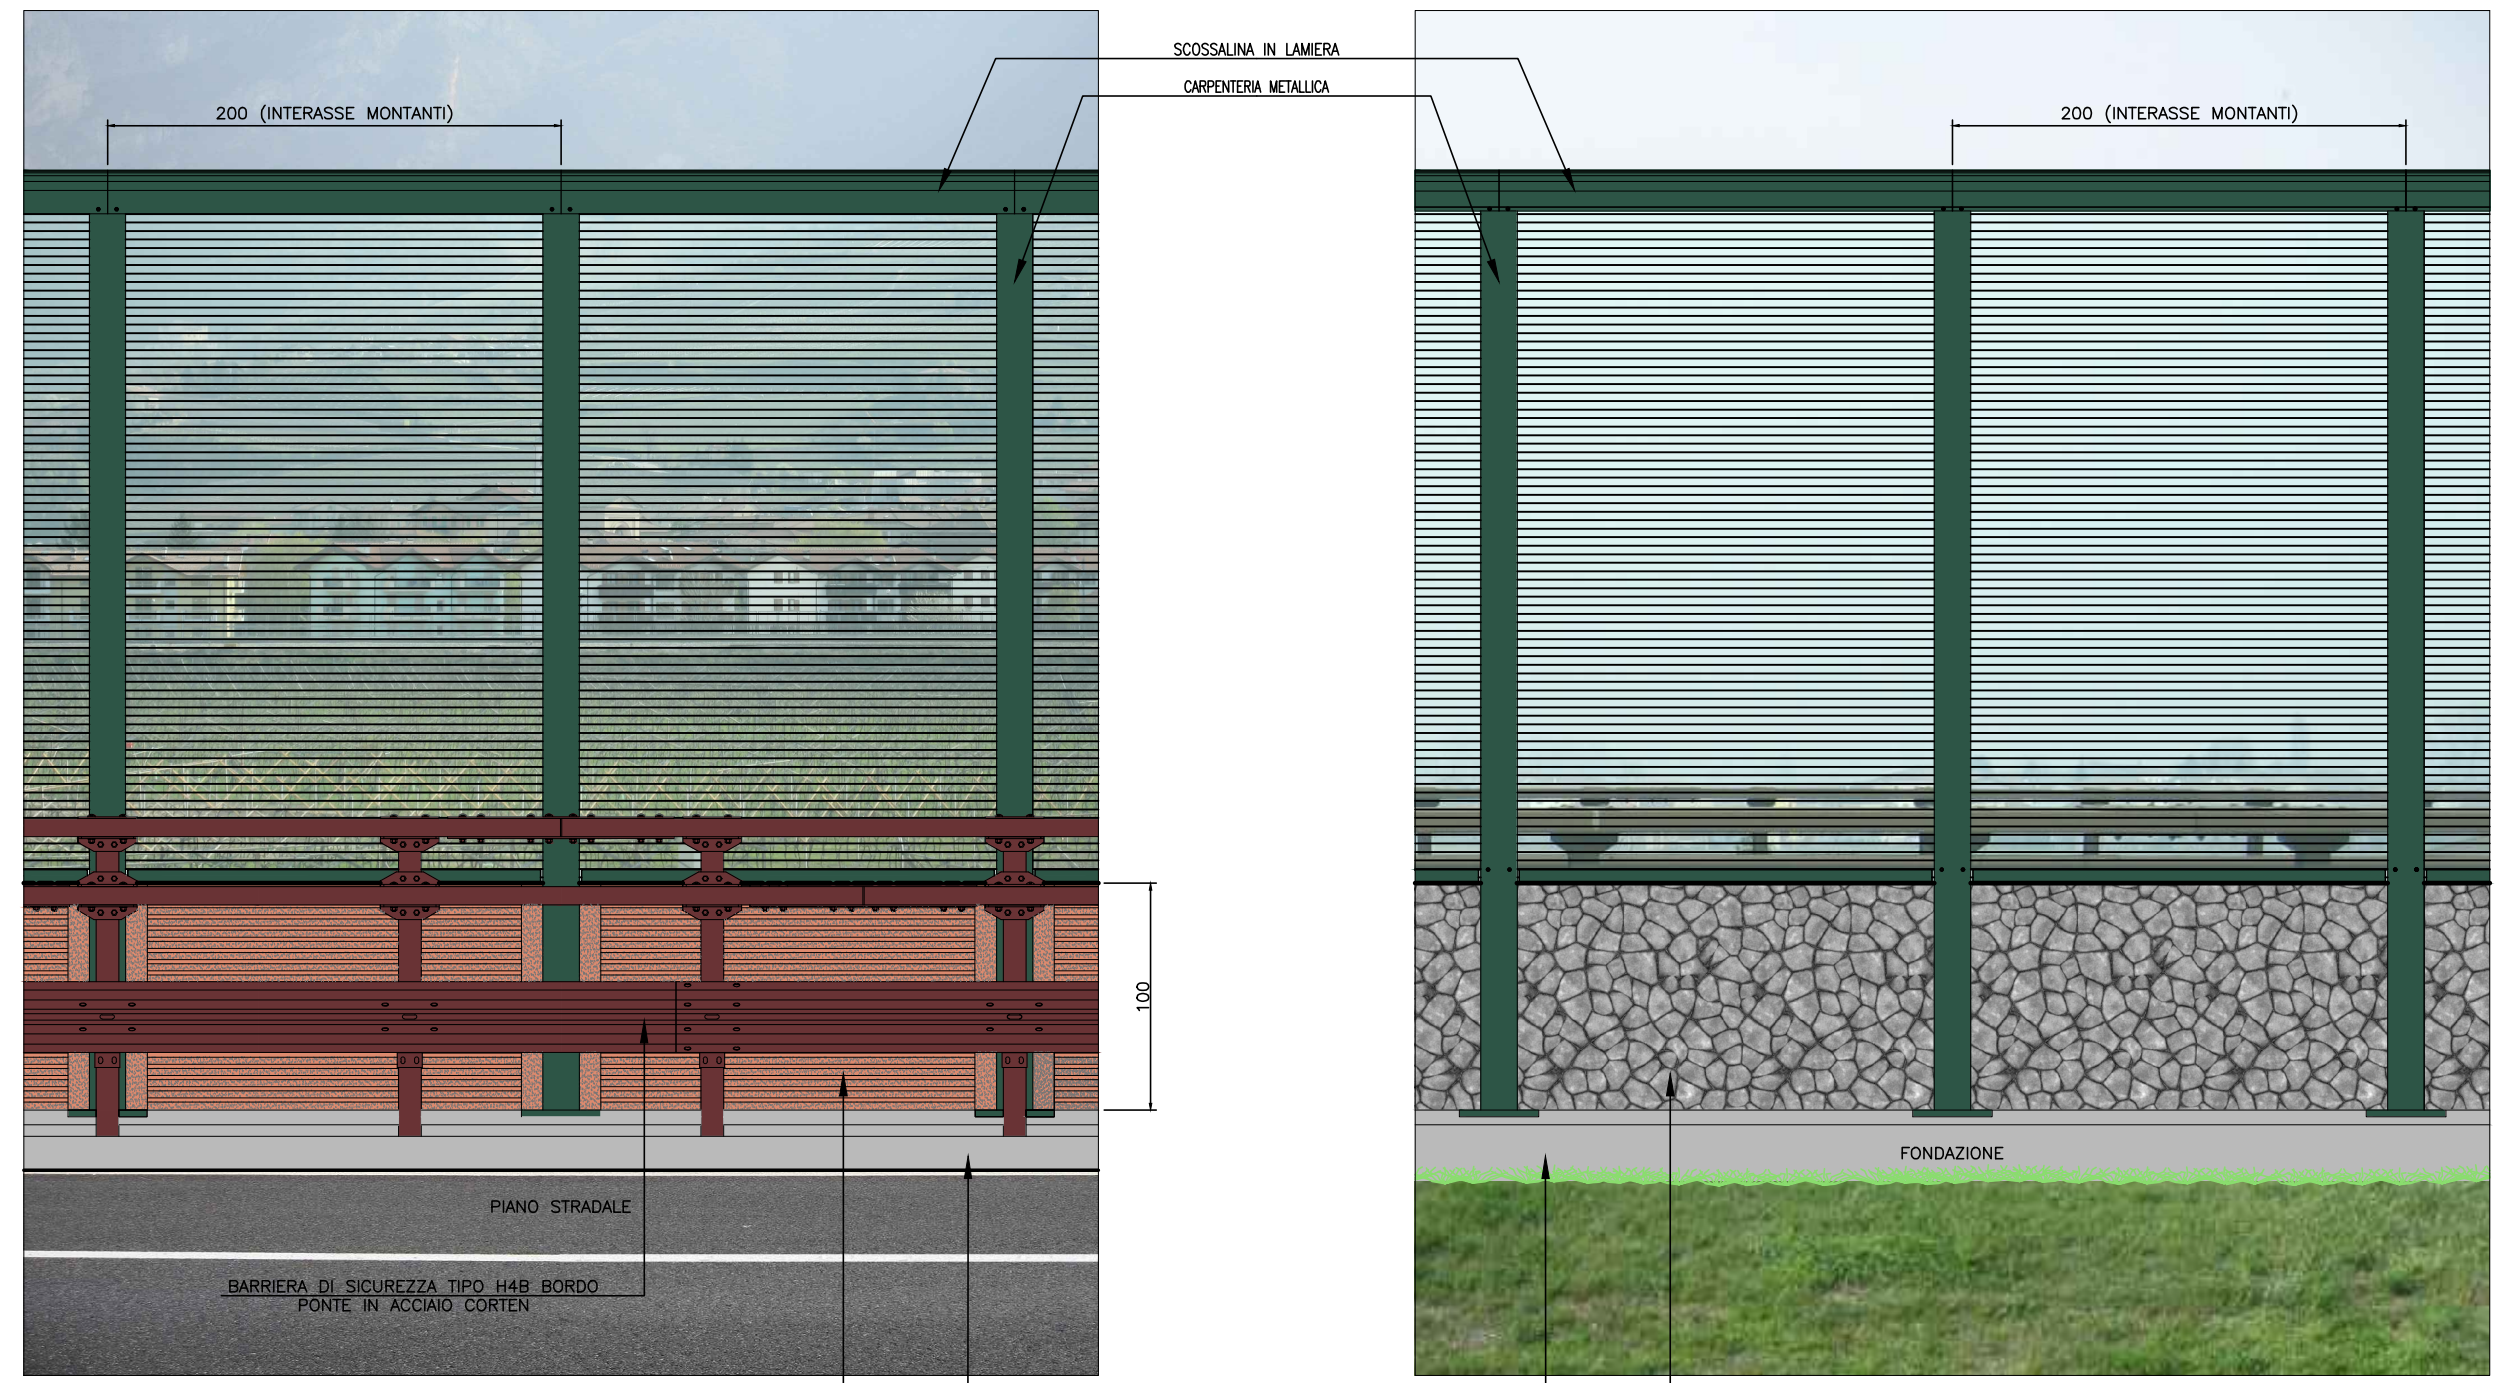 SCOSSALINA IN LAMIERA
CARPENTERIA METALLICA
200 (INTERASSE MONTANTI)
200 (INTERASSE MONTANTI)
100
FONDAZIONE
PIANO STRADALE
BARRIERA DI SICUREZZA TIPO H4B BORDO
PONTE IN ACCIAIO CORTEN